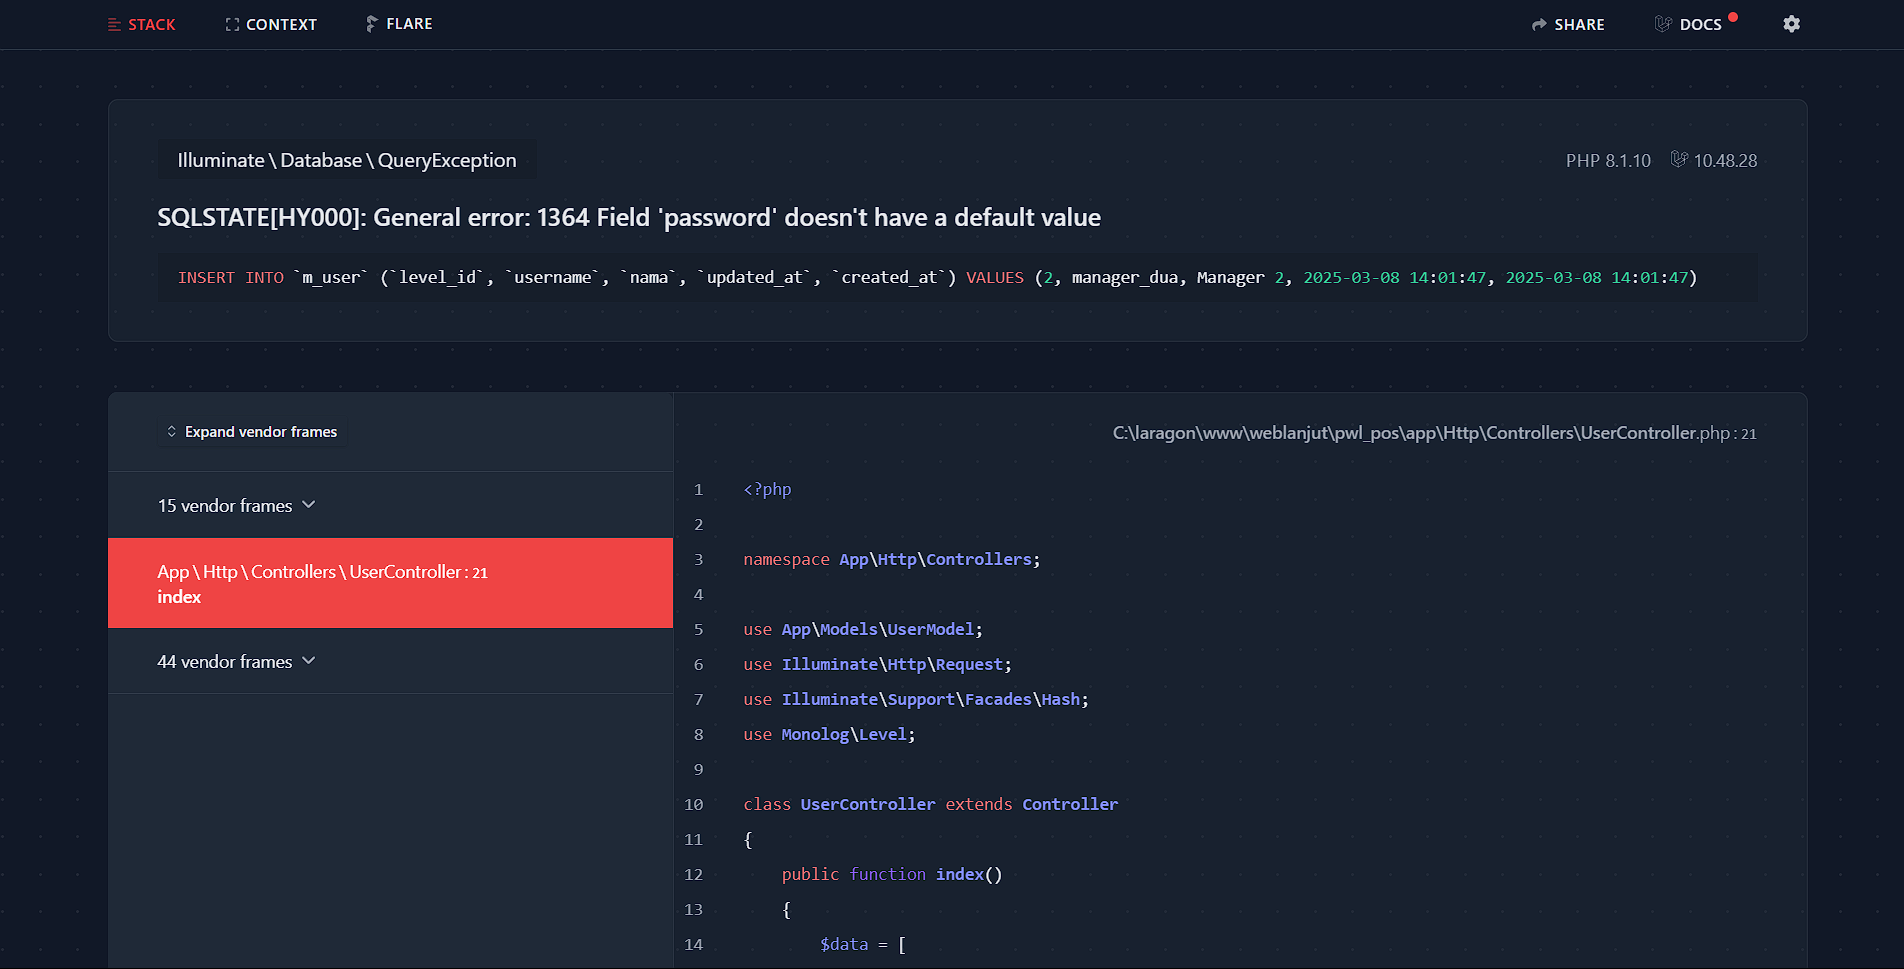 STACK CONTEXT FLARE SHARE DOCS
Illuminate\Database\QueryException PHP 8.1.10 10.48.28
SQLSTATE[HY000]: General error: 1364 Field 'password' doesn't have a default value
INSERT INTO `m_user` (`level_id`, `username`, `nama`, `updated_at`, `created_at`) VALUES (2, manager_dua, Manager 2, 2025-03-08 14:01:47, 2025-03-08 14:01:47)
Expand vendor frames
15 vendor frames
App\Http\Controllers\UserController:21
index
44 vendor frames
C:\laragon\www\weblanjut\pwl_pos\app\Http\Controllers\UserController.php:21
1 <?php
2
3 namespace App\Http\Controllers;
4
5 use App\Models\UserModel;
6 use Illuminate\Http\Request;
7 use Illuminate\Support\Facades\Hash;
8 use Monolog\Level;
9
10 class UserController extends Controller
11 {
12     public function index()
13     {
14         $data = [